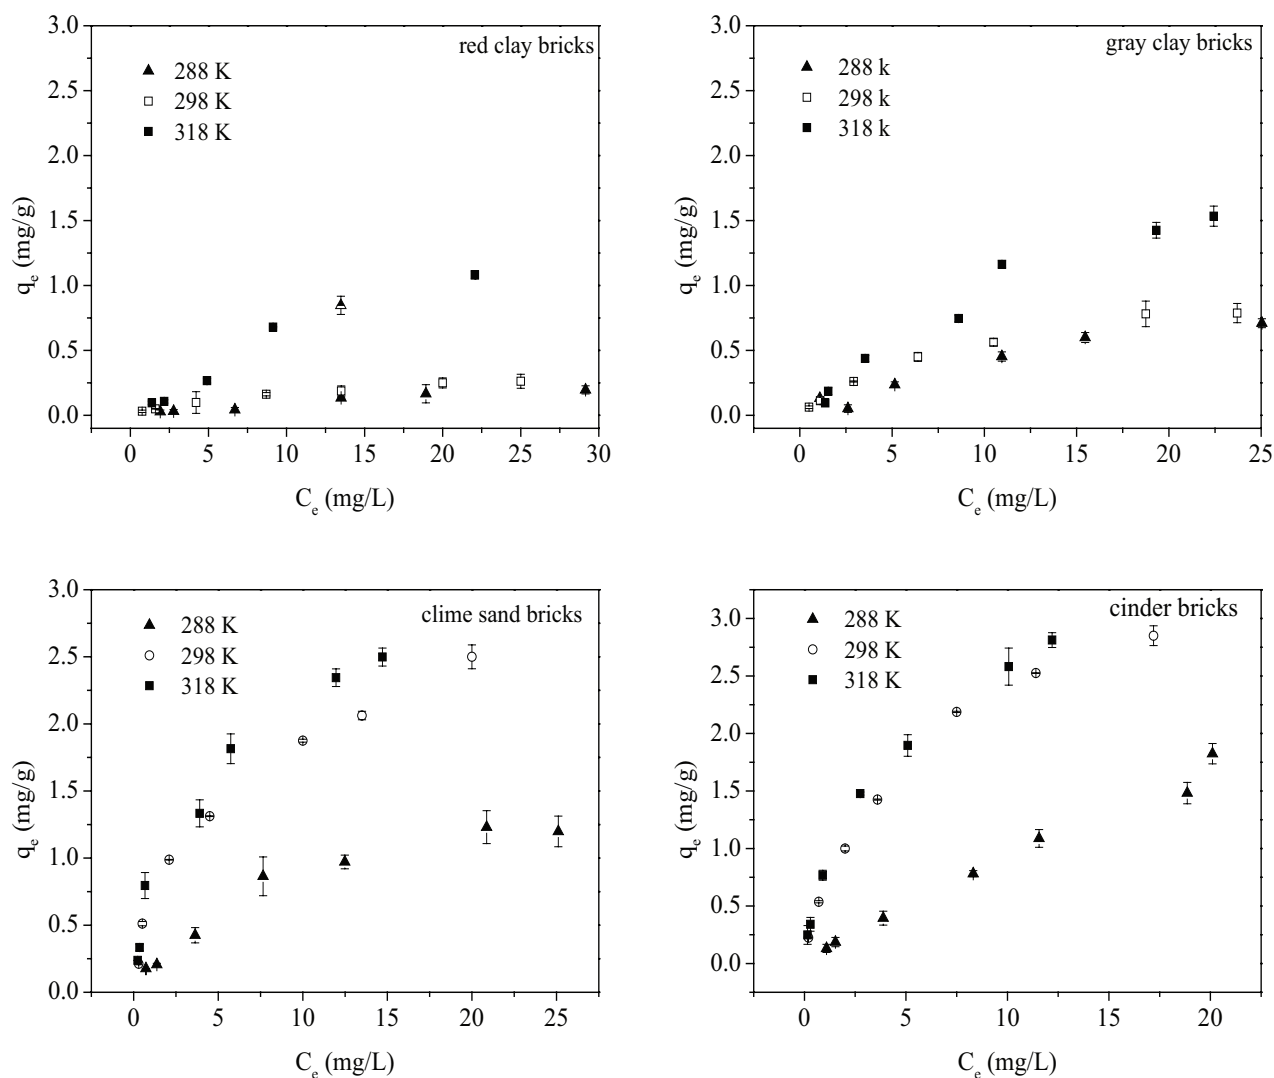 red clay bricks
288 K
298 K
318 K
3.0
2.5
2.0
1.5
1.0
0.5
0.0
q_e (mg/g)
0 5 10 15 20 25 30
C_e (mg/L)
gray clay bricks
288 k
298 k
318 k
3.0
2.5
2.0
1.5
1.0
0.5
0.0
q_e (mg/g)
0 5 10 15 20 25
C_e (mg/L)
clime sand bricks
288 K
298 K
318 K
3.0
2.5
2.0
1.5
1.0
0.5
0.0
q_e (mg/g)
0 5 10 15 20 25
C_e (mg/L)
cinder bricks
288 K
298 K
318 K
3.0
2.5
2.0
1.5
1.0
0.5
0.0
q_e (mg/g)
0 5 10 15 20
C_e (mg/L)